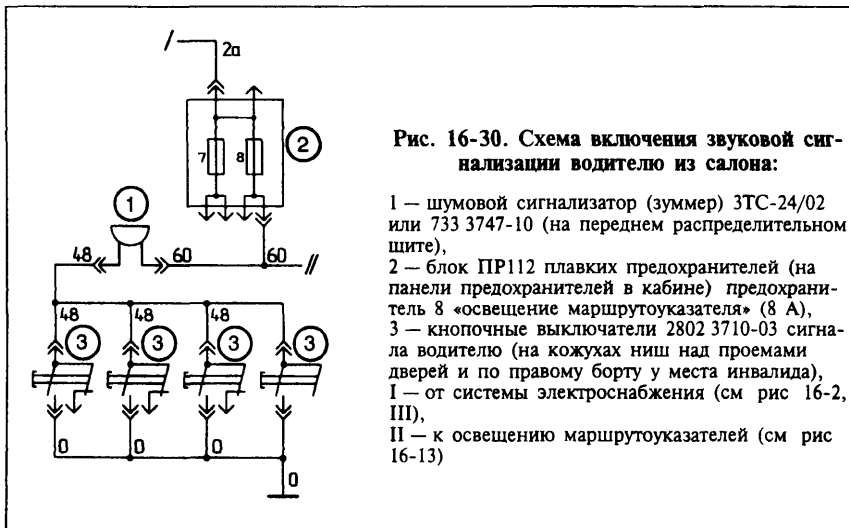 2а
7
8
2
1
48
60
60
48
48
48
3
3
3
3
0
0
0
0
Рис. 16-30. Схема включения звуковой сиг-
нализации водителю из салона:
1 — шумовой сигнализатор (зуммер) ЗТС-24/02
или 733 3747-10 (на переднем распределительном
щите),
2 — блок ПР112 плавких предохранителей (на
панели предохранителей в кабине) предохрани-
тель 8 «освещение маршрутоуказателя» (8 А),
3 — кнопочные выключатели 2802 3710-03 сигна-
ла водителю (на кожухах ниш над проемами
дверей и по правому борту у места инвалида),
I — от системы электроснабжения (см рис 16-2,
III),
II — к освещению маршрутоуказателей (см рис
16-13)